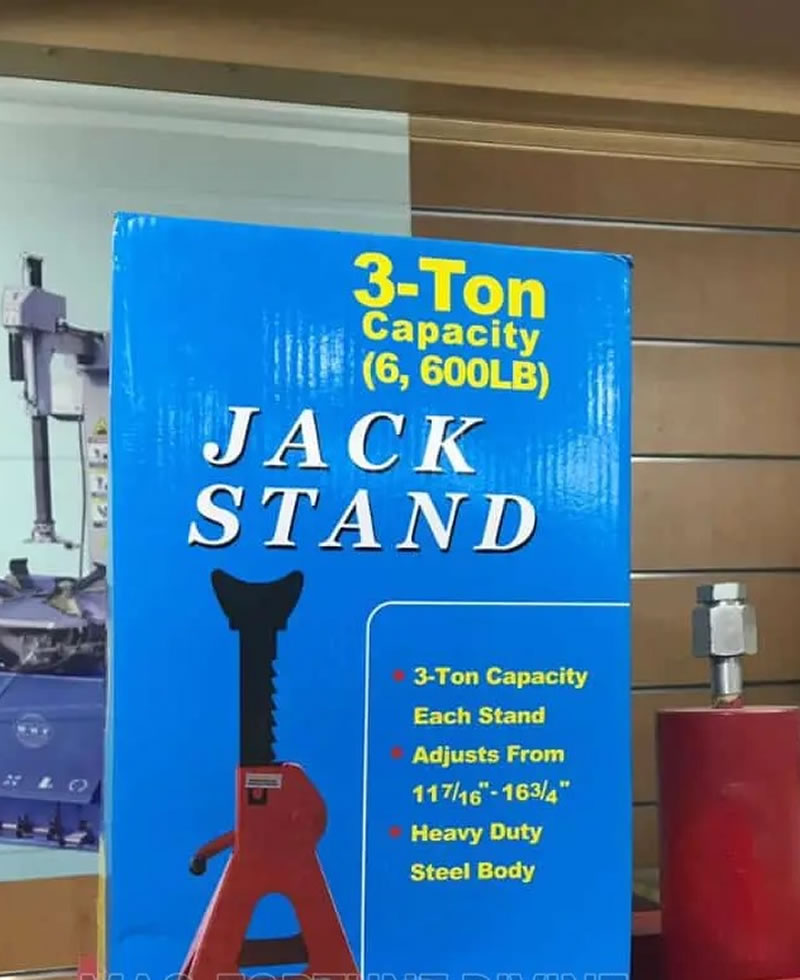 3-Ton
Capacity
(6, 600LB)
JACK
STAND
3-Ton Capacity
Each Stand
Adjusts From
11 7/16"- 16 3/4"
Heavy Duty
Steel Body